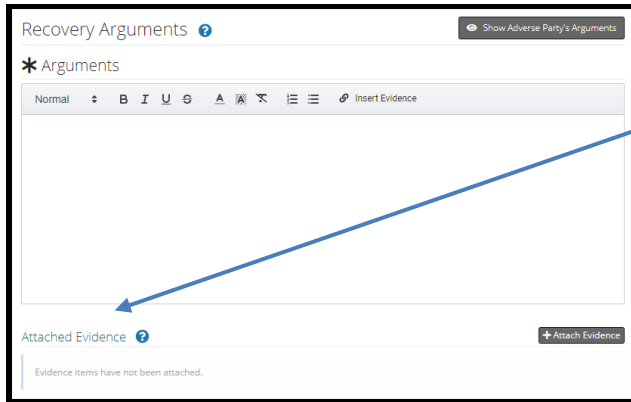 Recovery Arguments ?
Show Adverse Party's Arguments
* Arguments
Normal B I U S A A T Insert Evidence
Attached Evidence ?
+ Attach Evidence
Evidence items have not been attached.